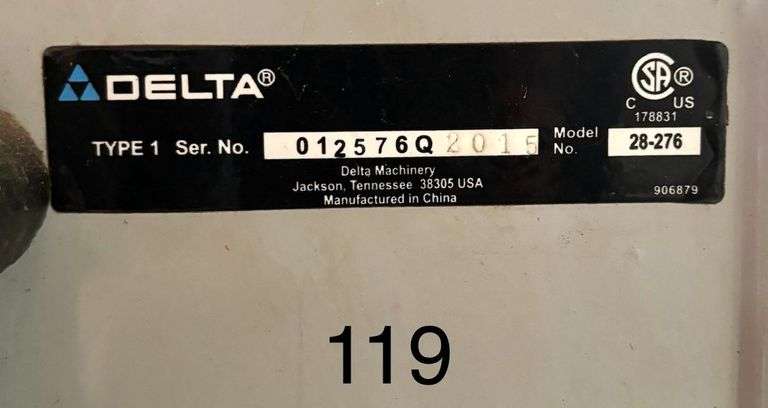 DELTA®
SA®
C US
178831
TYPE 1 Ser. No. 012576Q 2015 Model No. 28-276
Delta Machinery
Jackson, Tennessee 38305 USA
Manufactured in China
906879
119